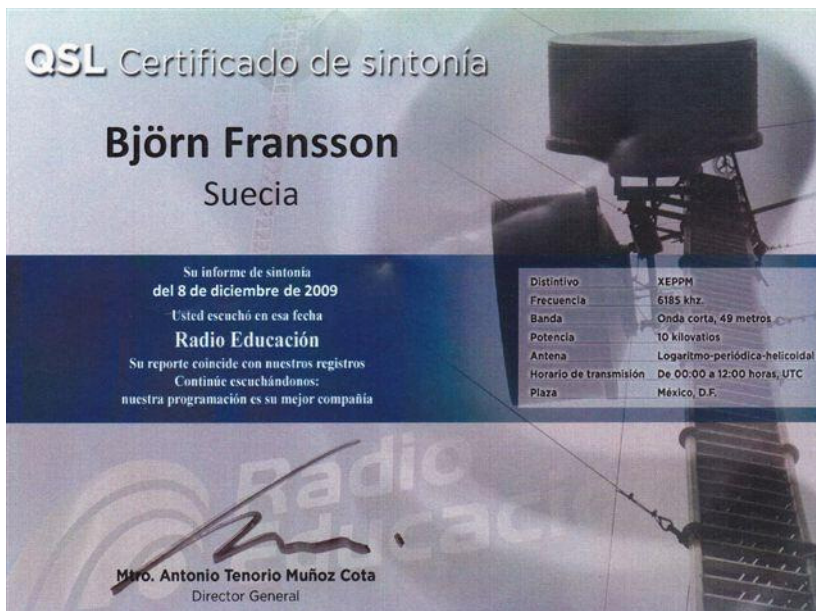 QSL Certificado de sintonía
Björn Fransson
Suecia
Su informe de sintonía
del 8 de diciembre de 2009
Usted escuchó en esa fecha
Radio Educación
Su reporte coincide con nuestros registros
Continúe escuchándonos:
nuestra programación es su mejor compañía
Distintivo XEPPM
Frecuencia 6185 khz.
Banda Onda corta, 49 metros
Potencia 10 kilovatios
Antena Logaritmo-periódica-helicoidal
Horario de transmisión De 00:00 a 12:00 horas, UTC
Plaza México, D.F.
Radio
Educació
Mtro. Antonio Tenorio Muñoz Cota
Director General